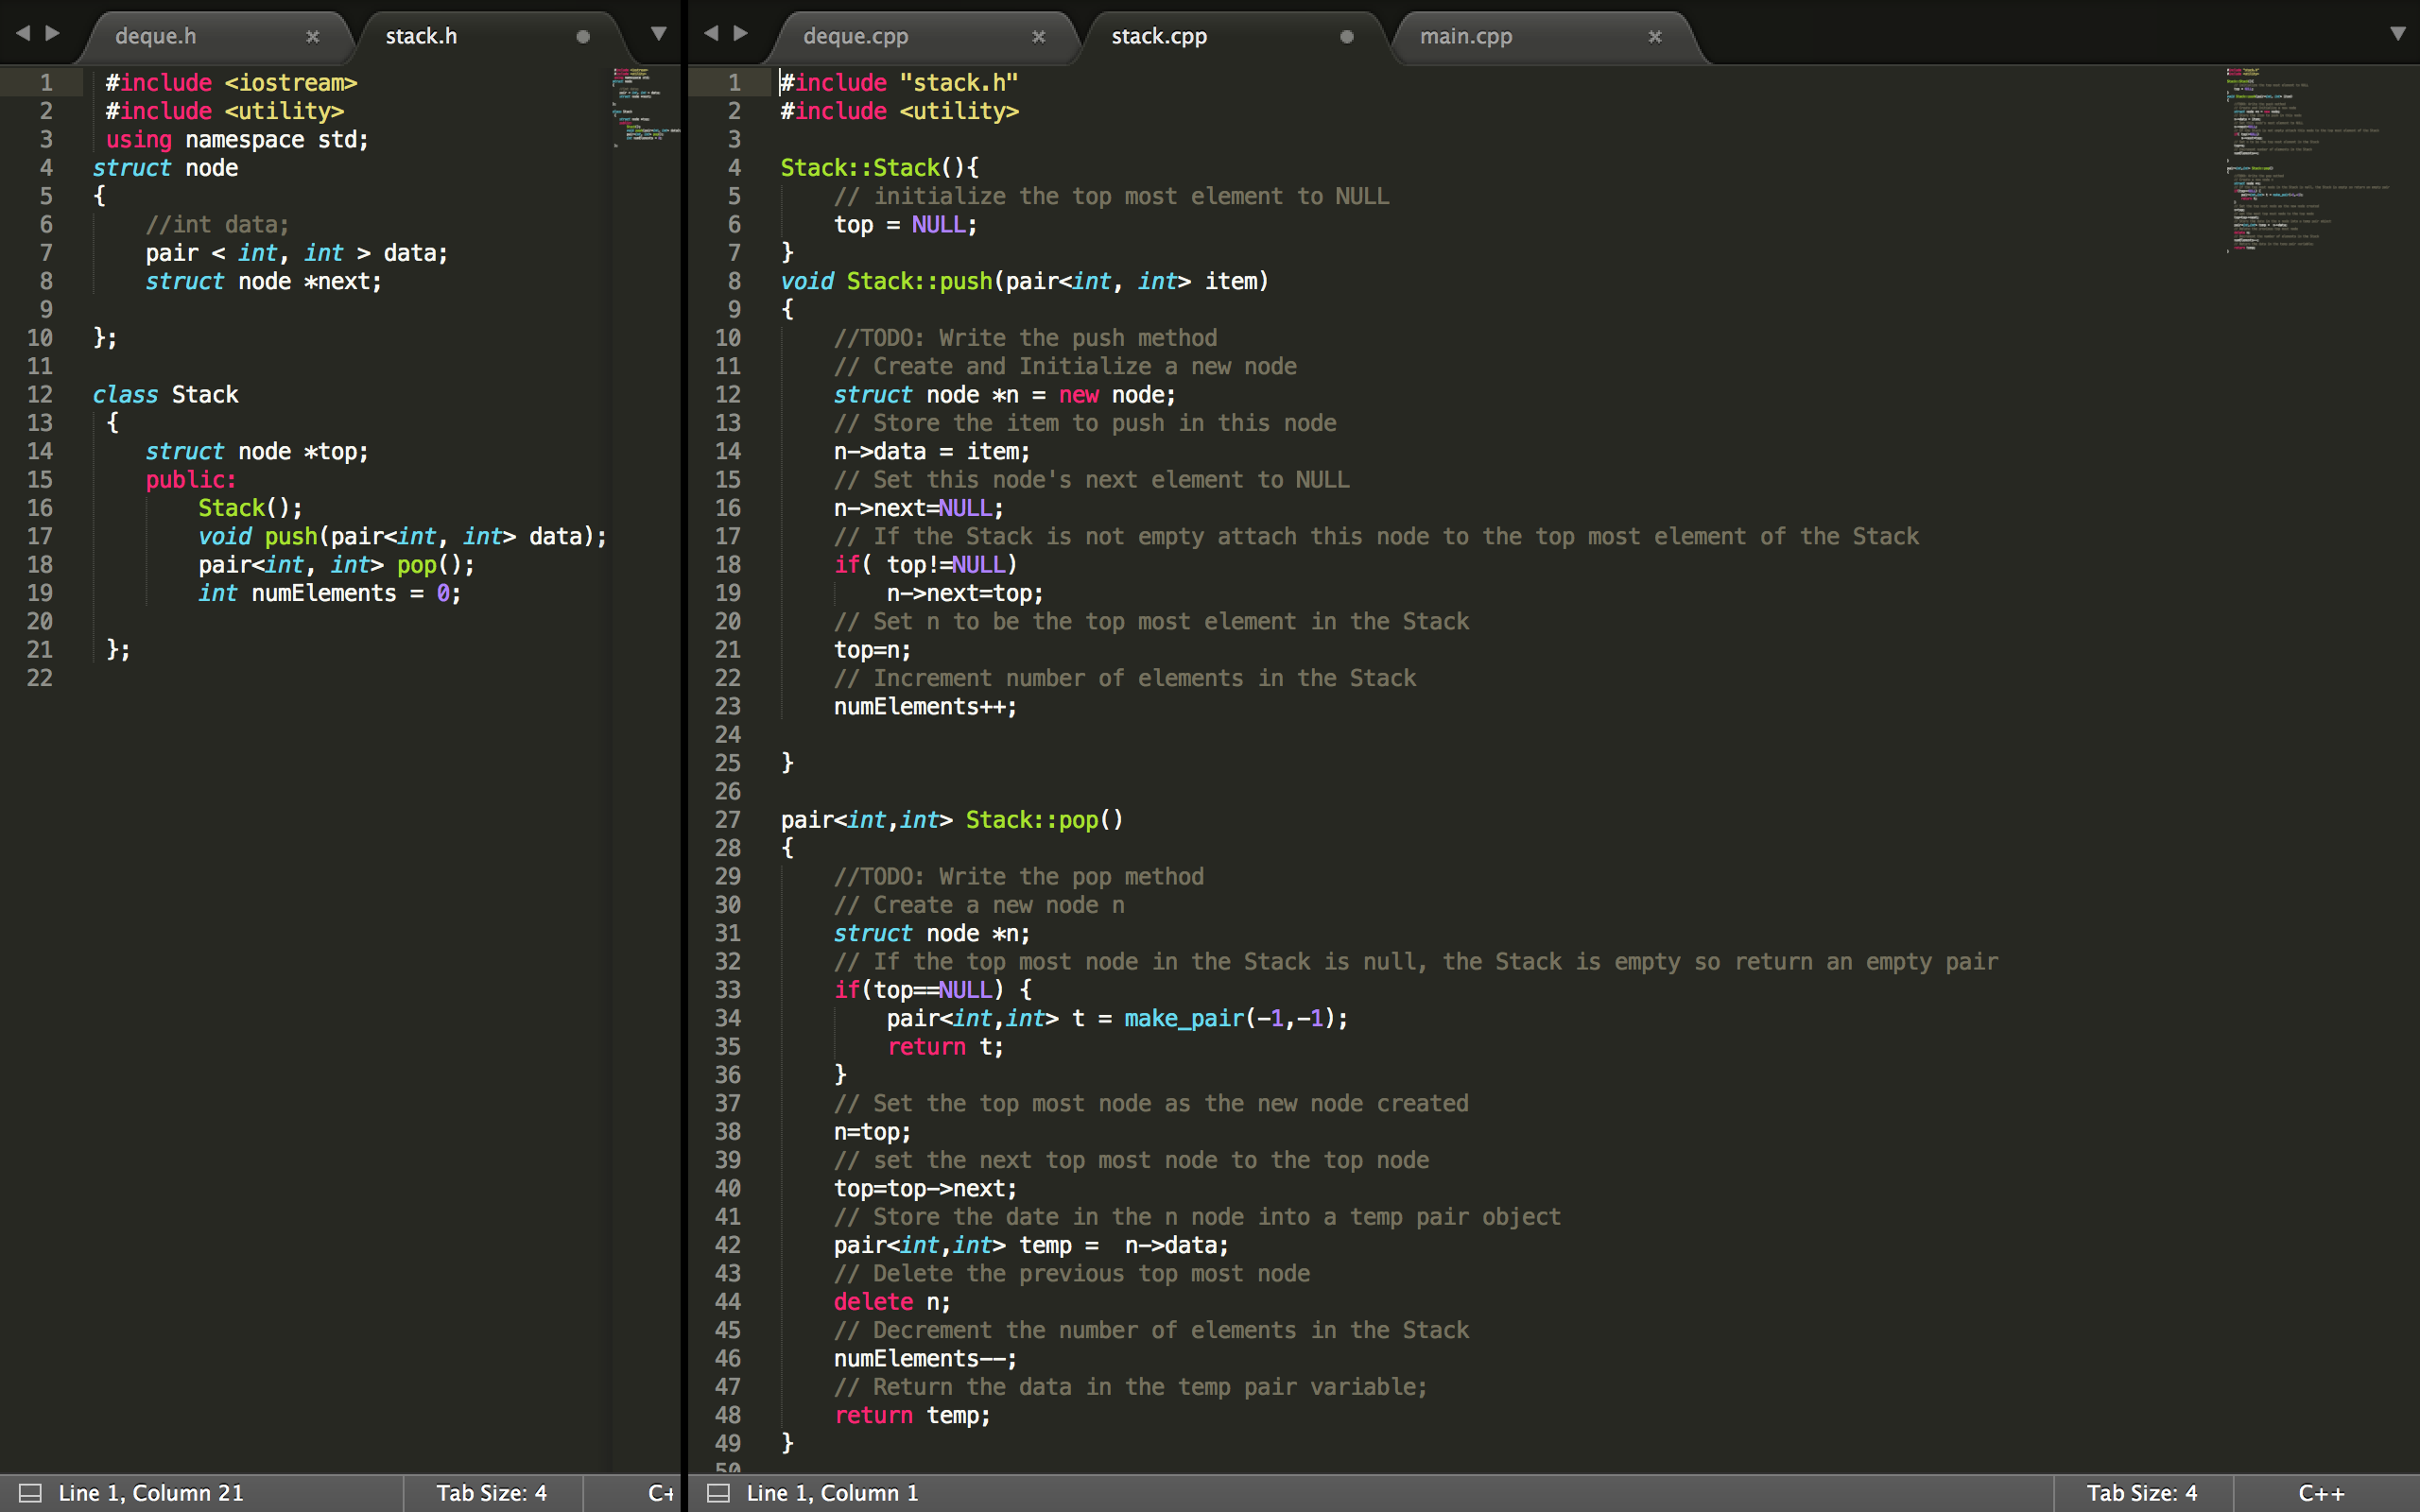 deque.h
stack.h
1 #include <iostream>
2 #include <utility>
3 using namespace std;
4 struct node
5 {
6 //int data;
7 pair < int, int > data;
8 struct node *next;
9
10 };
11
12 class Stack
13 {
14 struct node *top;
15 public:
16 Stack();
17 void push(pair<int, int> data);
18 pair<int, int> pop();
19 int numElements = 0;
20
21 };
22
Line 1, Column 21
Tab Size: 4
C+
deque.cpp
stack.cpp
main.cpp
1 #include "stack.h"
2 #include <utility>
3
4 Stack::Stack(){
5 // initialize the top most element to NULL
6 top = NULL;
7 }
8 void Stack::push(pair<int, int> item)
9 {
10 //TODO: Write the push method
11 // Create and Initialize a new node
12 struct node *n = new node;
13 // Store the item to push in this node
14 n->data = item;
15 // Set this node's next element to NULL
16 n->next=NULL;
17 // If the Stack is not empty attach this node to the top most element of the Stack
18 if( top!=NULL)
19 n->next=top;
20 // Set n to be the top most element in the Stack
21 top=n;
22 // Increment number of elements in the Stack
23 numElements++;
24
25 }
26
27 pair<int,int> Stack::pop()
28 {
29 //TODO: Write the pop method
30 // Create a new node n
31 struct node *n;
32 // If the top most node in the Stack is null, the Stack is empty so return an empty pair
33 if(top==NULL) {
34 pair<int,int> t = make_pair(-1,-1);
35 return t;
36 }
37 // Set the top most node as the new node created
38 n=top;
39 // set the next top most node to the top node
40 top=top->next;
41 // Store the date in the n node into a temp pair object
42 pair<int,int> temp =  n->data;
43 // Delete the previous top most node
44 delete n;
45 // Decrement the number of elements in the Stack
46 numElements--;
47 // Return the data in the temp pair variable;
48 return temp;
49 }
50
Line 1, Column 1
Tab Size: 4
C++